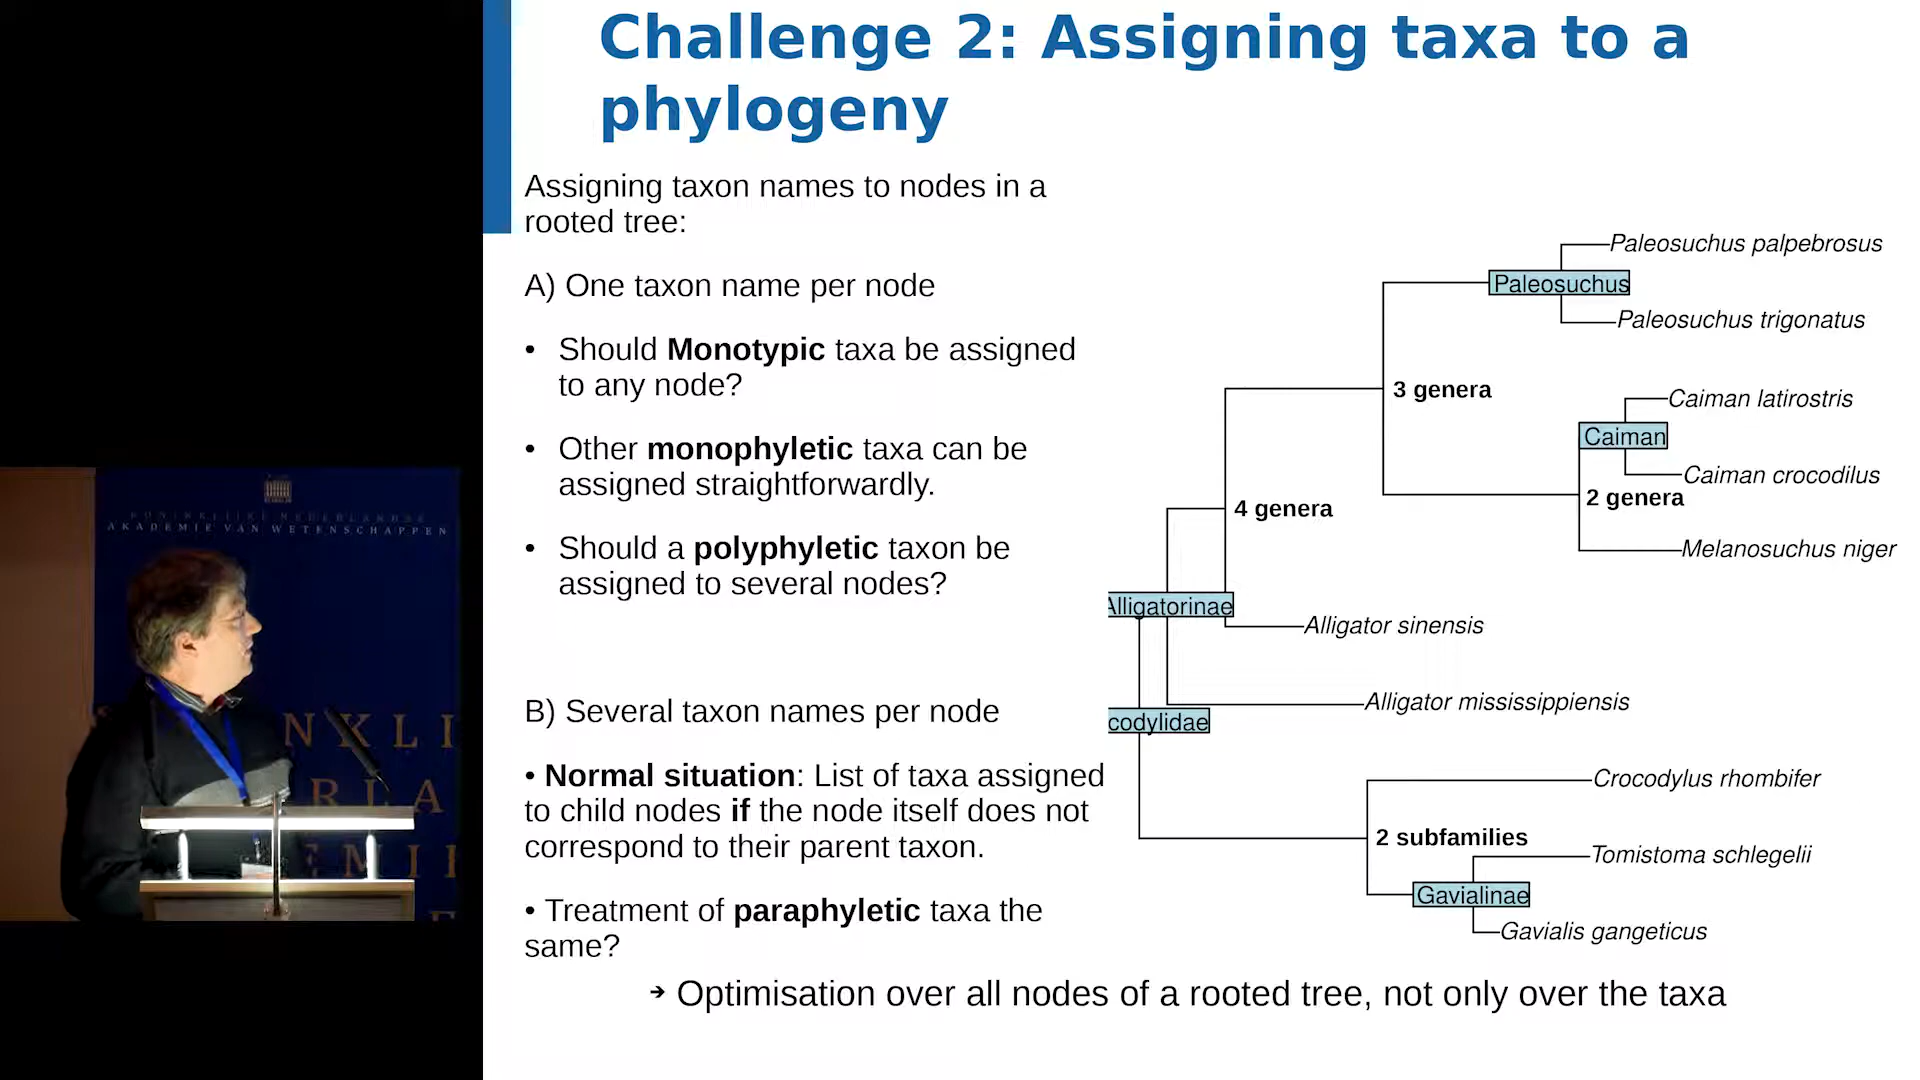 Challenge 2: Assigning taxa to a
phylogeny
Assigning taxon names to nodes in a
rooted tree:
A) One taxon name per node
• Should Monotypic taxa be assigned
to any node?
• Other monophyletic taxa can be
assigned straightforwardly.
• Should a polyphyletic taxon be
assigned to several nodes?
B) Several taxon names per node
• Normal situation: List of taxa assigned
to child nodes if the node itself does not
correspond to their parent taxon.
• Treatment of paraphyletic taxa the
same?
➔ Optimisation over all nodes of a rooted tree, not only over the taxa
Paleosuchus palpebrosus
Paleosuchus
Paleosuchus trigonatus
3 genera
Caiman latirostris
Caiman
Caiman crocodilus
2 genera
4 genera
Melanosuchus niger
Alligatorinae
Alligator sinensis
Alligator mississippiensis
codylidae
Crocodylus rhombifer
2 subfamilies
Tomistoma schlegelii
Gavialinae
Gavialis gangeticus
KONINKLIJKE NEDERLANDSE
AKADEMIE VAN WETENSCHAPPEN
NKLI
RLA
EMI